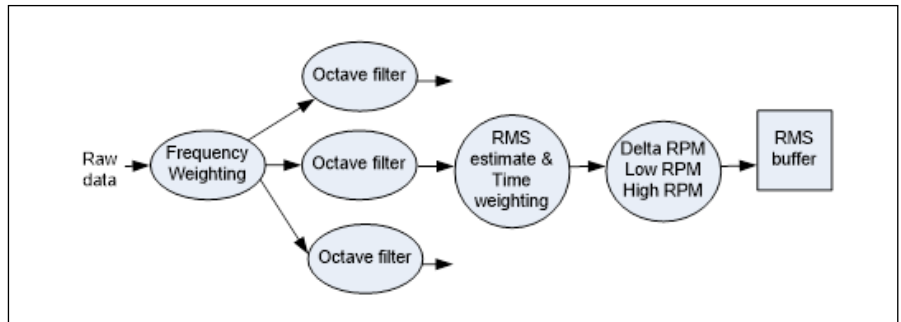 Raw
data
Frequency
Weighting
Octave filter
Octave filter
Octave filter
RMS
estimate &
Time
weighting
Delta RPM
Low RPM
High RPM
RMS
buffer